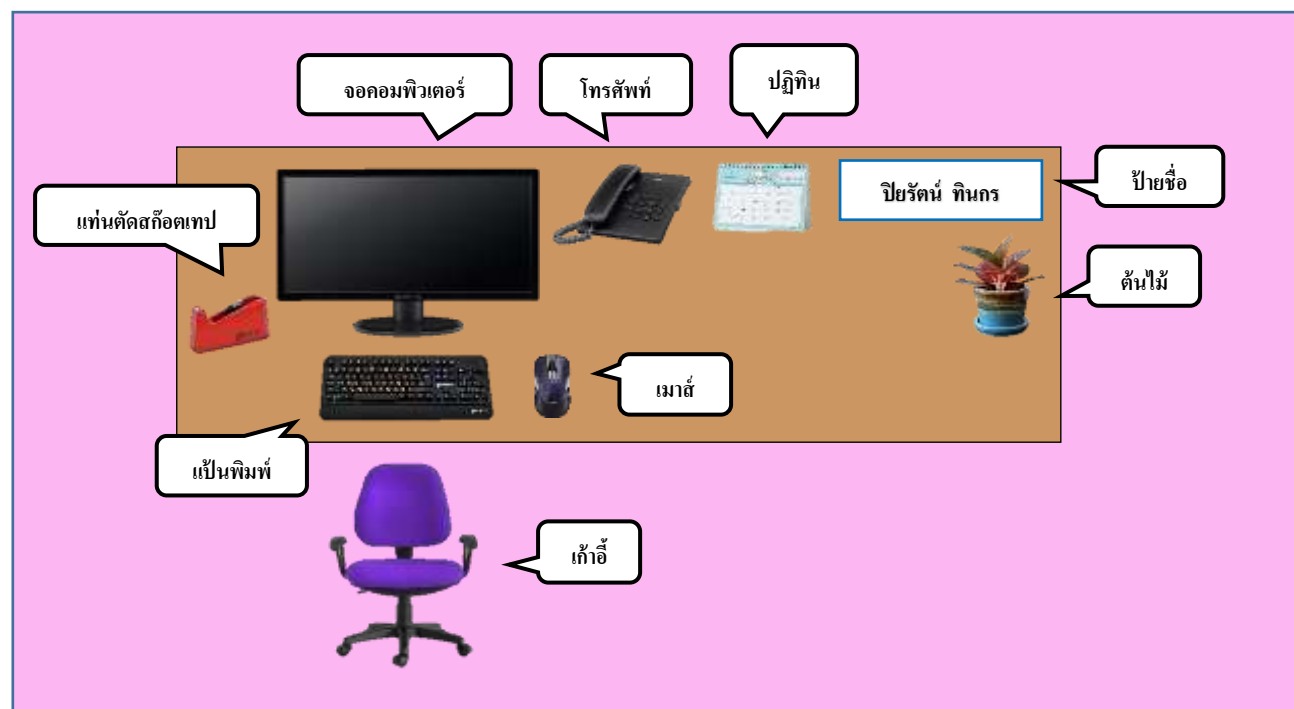 จอคอมพิวเตอร์
โทรศัพท์
ปฏิทิน
ป้ายชื่อ
ปิยรัตน์ ทินกร
แท่นตัดสก๊อตเทป
ต้นไม้
เมาส์
แป้นพิมพ์
เก้าอี้